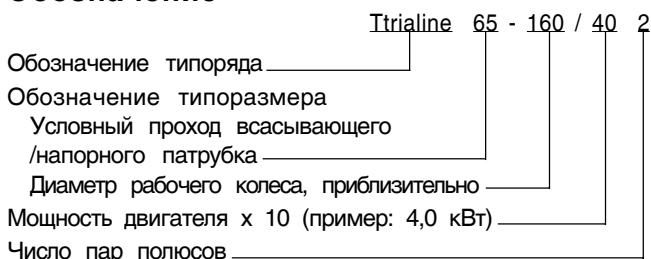 Обозначение
Ttrialine 65 - 160 / 40 2
Обозначение типоряда
Обозначение типоразмера
Условный проход всасывающего
/напорного патрубка
Диаметр рабочего колеса, приблизительно
Мощность двигателя x 10 (пример: 4,0 кВт)
Число пар полюсов